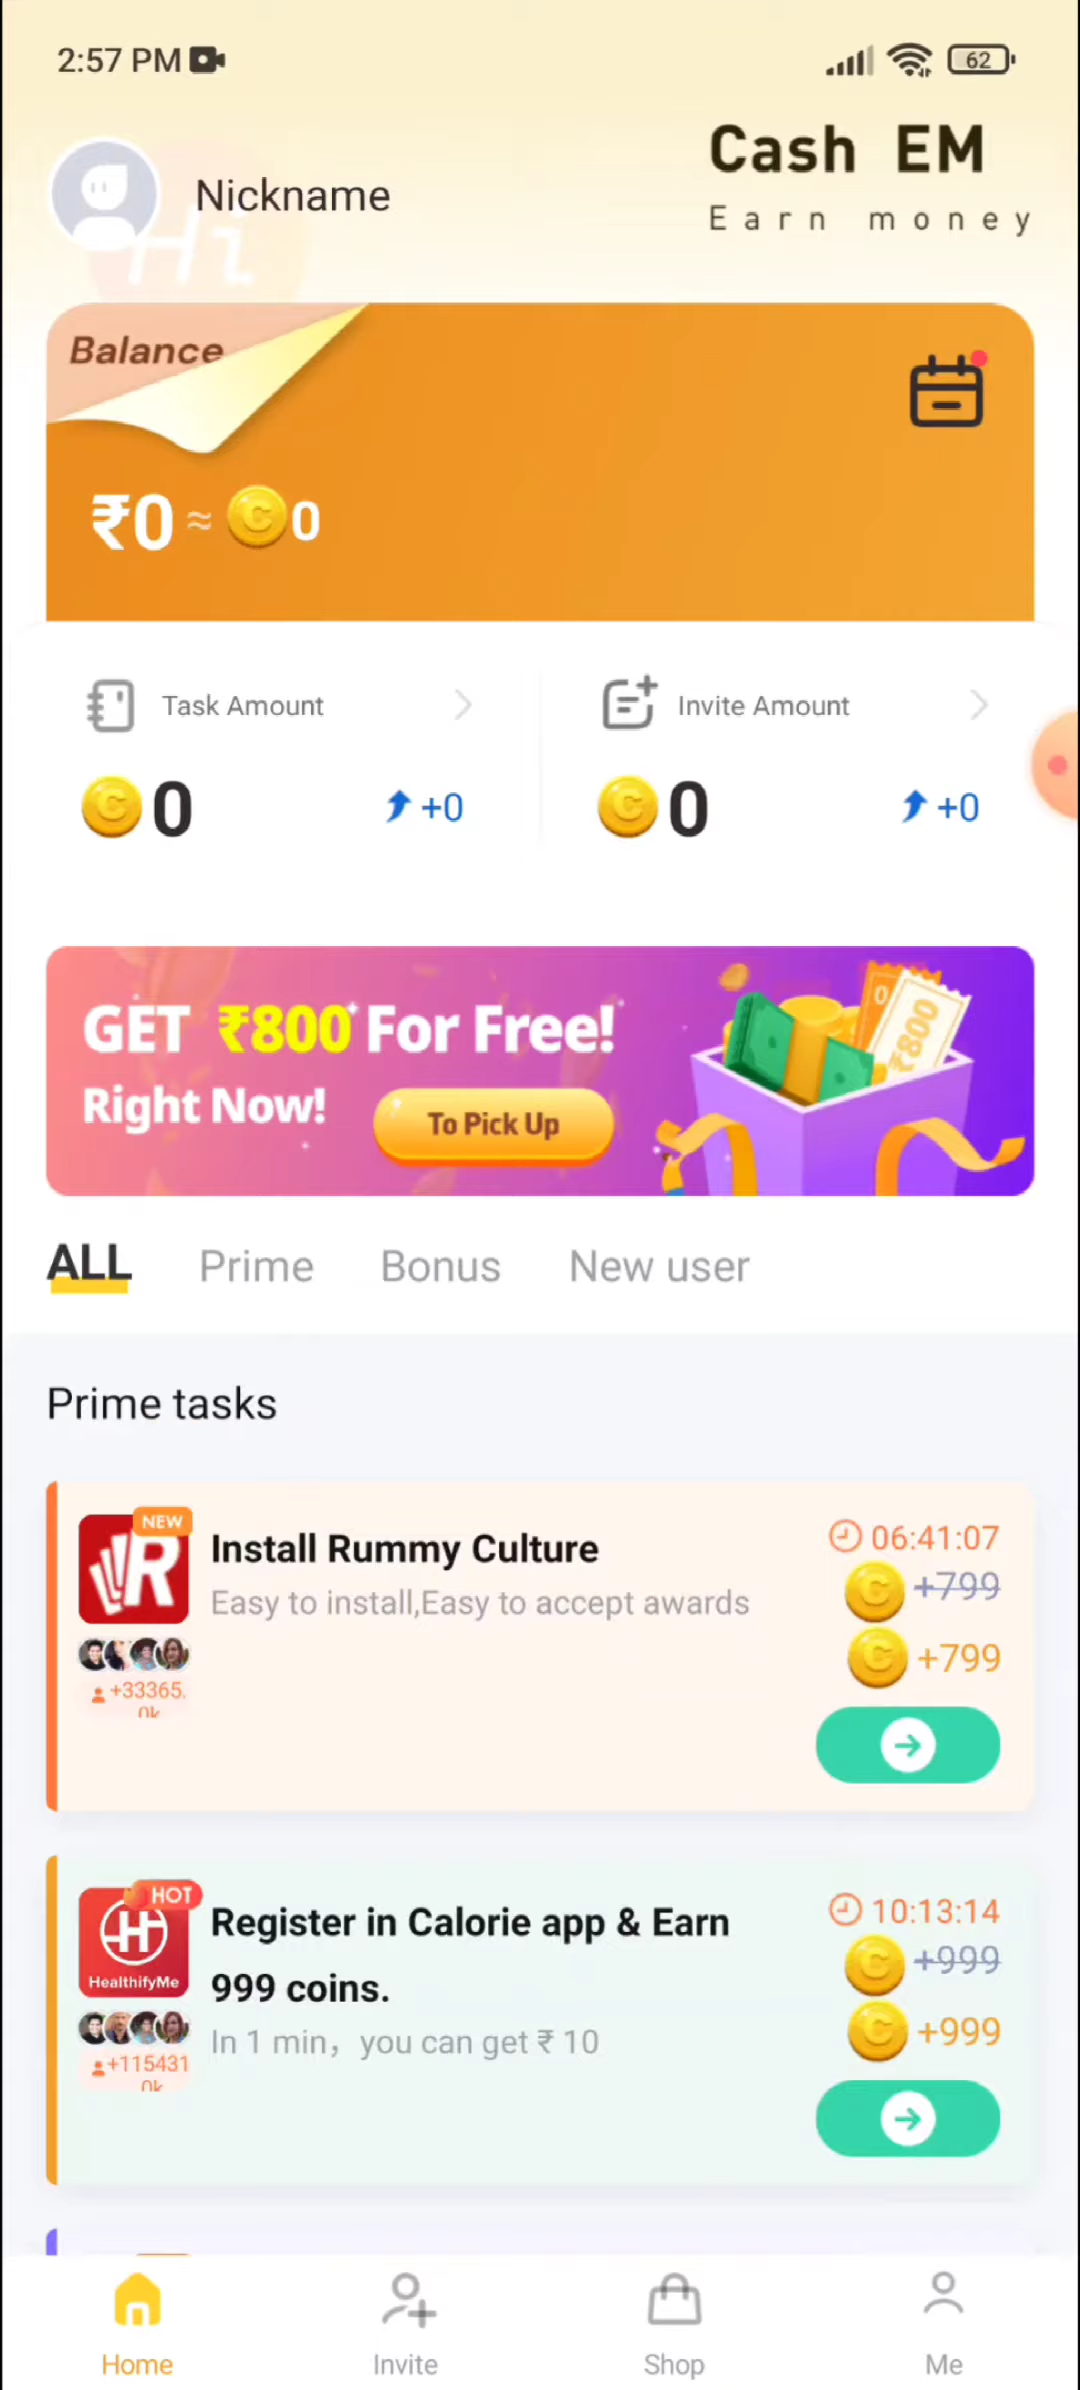 2:57 PM
62
Nickname
Hi
Cash EM
Earn money
Balance
₹0 ≈ C 0
Task Amount
Invite Amount
C 0 +0
C 0 +0
GET ₹800 For Free!
Right Now!
To Pick Up
₹800
ALL Prime Bonus New user
Prime tasks
NEW
R
Install Rummy Culture
Easy to install,Easy to accept awards
06:41:07
C +799
C +799
+33365.
0k
HOT
H
HealthifyMe
Register in Calorie app & Earn
999 coins.
In 1 min, you can get ₹ 10
10:13:14
C +999
C +999
+115431
0k
Home Invite Shop Me